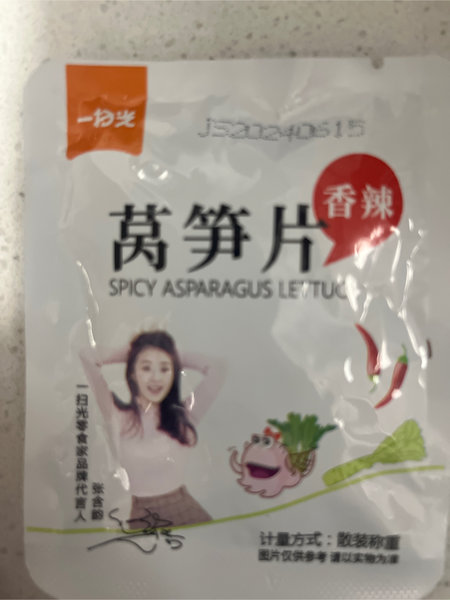 一扫光
JS20240615
香辣
莴笋片
SPICY ASPARAGUS LETTUC
一扫光零食家品牌代言人
张含韵
计量方式：散装称重
图片仅供参考 请以实物为准